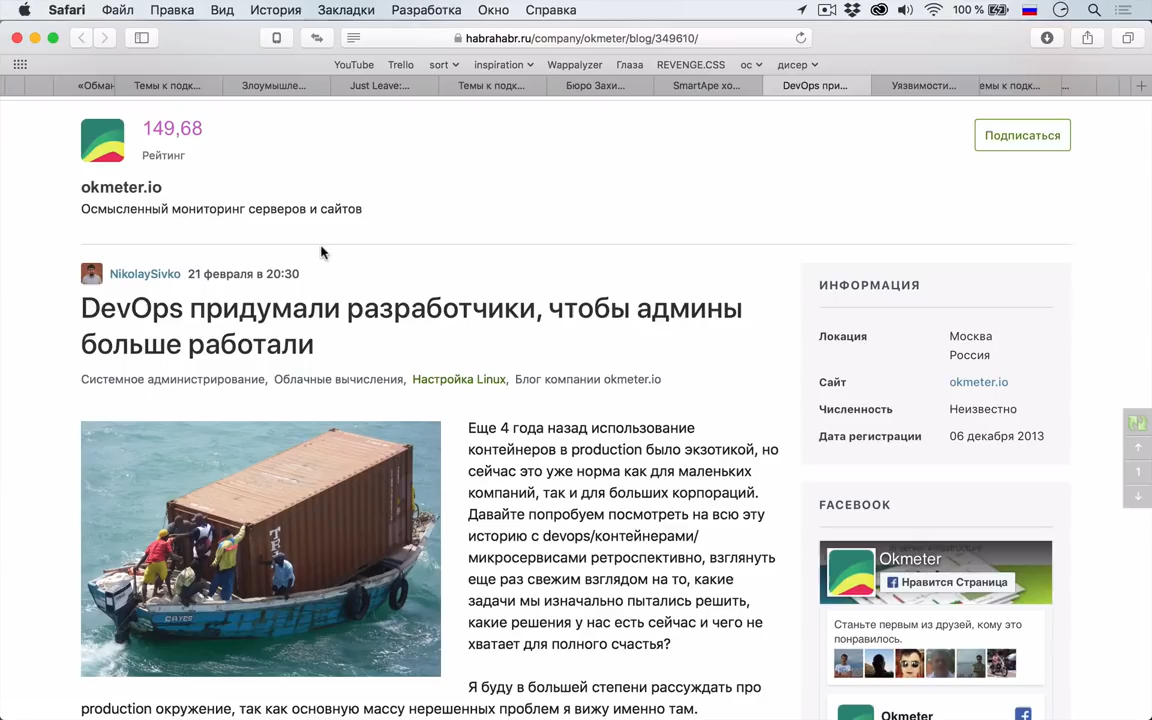 Safari Файл Правка Вид История Закладки Разработка Окно Справка 100 %
habrahabr.ru/company/okmeter/blog/349610/
YouTube Trello sort inspiration Wappalyzer Глаза REVENGE.CSS ос дисер
«Обман Темы к подк... Злоумышле... Just Leave:... Темы к подк... Бюро Захи... SmartApe хо... DevOps при... Уязвимости... емы к подк... ...
149,68
Рейтинг
Подписаться
okmeter.io
Осмысленный мониторинг серверов и сайтов
NikolaySivko 21 февраля в 20:30
DevOps придумали разработчики, чтобы админы
больше работали
Системное администрирование, Облачные вычисления, Настройка Linux, Блог компании okmeter.io
Еще 4 года назад использование
контейнеров в production было экзотикой, но
сейчас это уже норма как для маленьких
компаний, так и для больших корпораций.
Давайте попробуем посмотреть на всю эту
историю с devops/контейнерами/
микросервисами ретроспективно, взглянуть
еще раз свежим взглядом на то, какие
задачи мы изначально пытались решить,
какие решения у нас есть сейчас и чего не
хватает для полного счастья?
Я буду в большей степени рассуждать про
production окружение, так как основную массу нерешенных проблем я вижу именно там.
ИНФОРМАЦИЯ
Локация Москва
Россия
Сайт okmeter.io
Численность Неизвестно
Дата регистрации 06 декабря 2013
FACEBOOK
Okmeter
Нравится Страница
Станьте первым из друзей, кому это
понравилось.
Okmeter
1